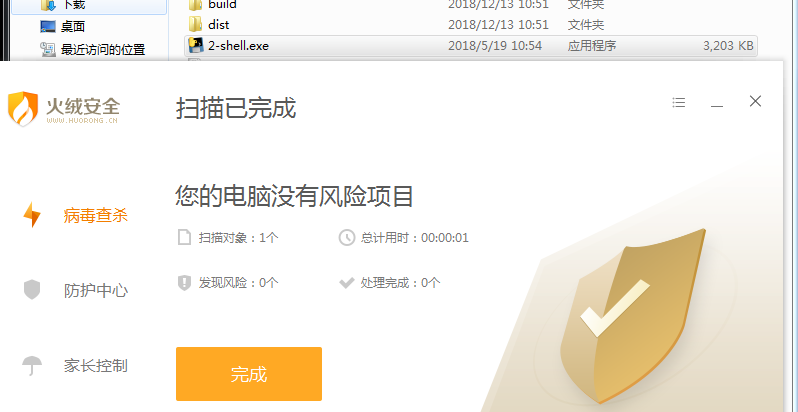 下载
build 2018/12/13 10:51 文件夹
桌面
dist 2018/12/13 10:51 文件夹
最近访问的位置
2-shell.exe 2018/5/19 10:54 应用程序 3,203 KB
火绒安全
WWW.HUORONG.CN
扫描已完成
您的电脑没有风险项目
病毒查杀
扫描对象：1个 总计用时：00:00:01
发现风险：0个 处理完成：0个
防护中心
家长控制
完成